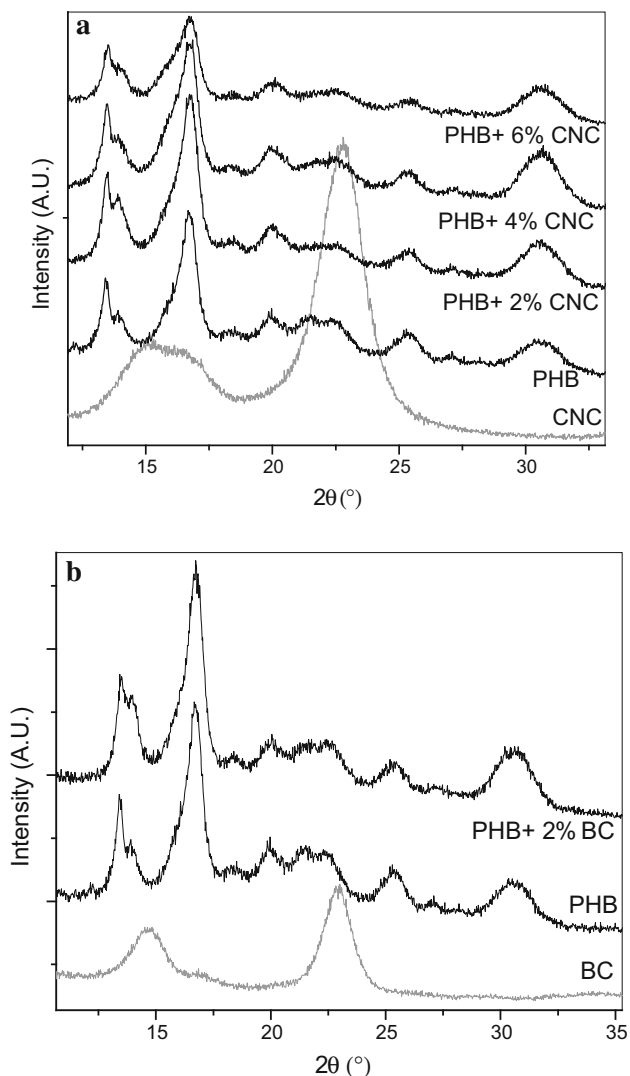 a
Intensity (A.U.)
PHB+ 6% CNC
PHB+ 4% CNC
PHB+ 2% CNC
PHB
CNC
15 20 25 30
2θ (°)
b
Intensity (A.U.)
PHB+ 2% BC
PHB
BC
15 20 25 30 35
2θ (°)